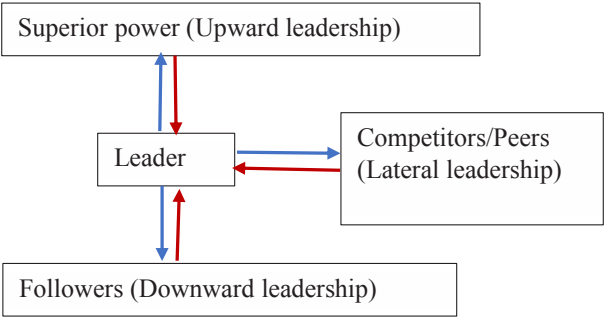 Superior power (Upward leadership)
Leader
Competitors/Peers
(Lateral leadership)
Followers (Downward leadership)